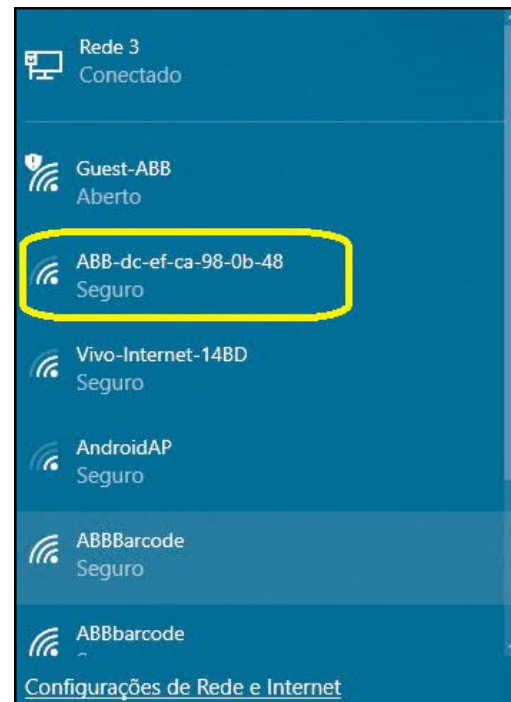 Rede 3
Conectado
Guest-ABB
Aberto
ABB-dc-ef-ca-98-0b-48
Seguro
Vivo-Internet-14BD
Seguro
AndroidAP
Seguro
ABBBarcode
Seguro
ABBbarcode
Configurações de Rede e Internet